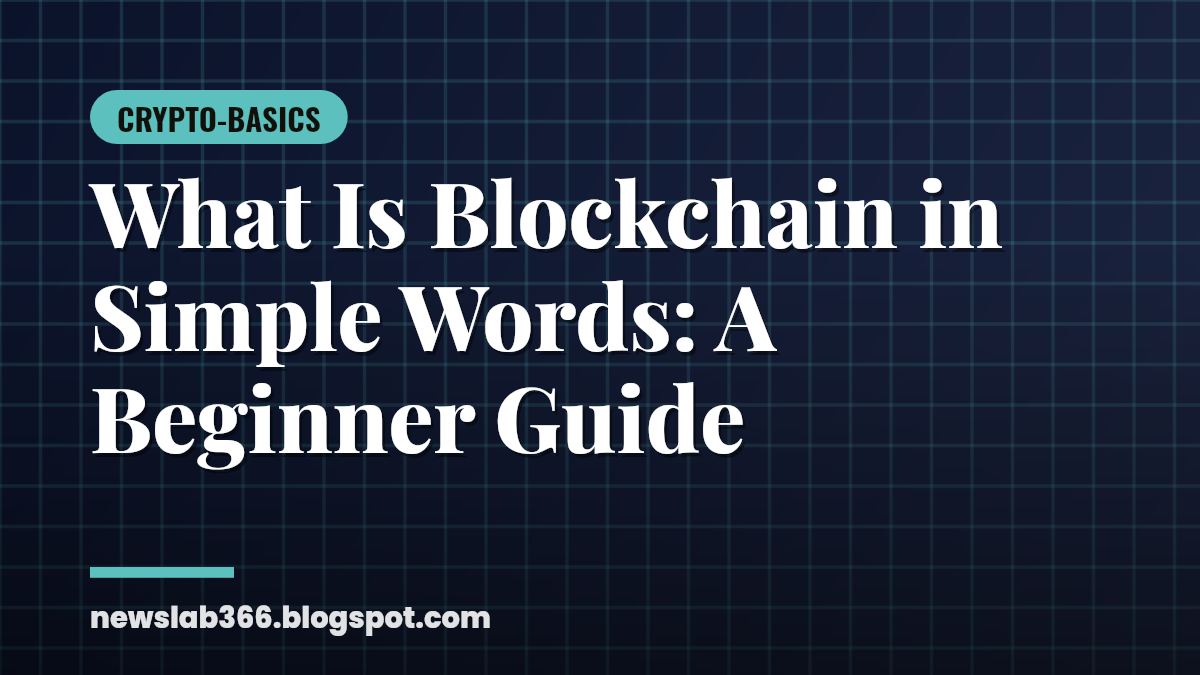 CRYPTO-BASICS
What Is Blockchain in
Simple Words: A
Beginner Guide
newslab366.blogspot.com